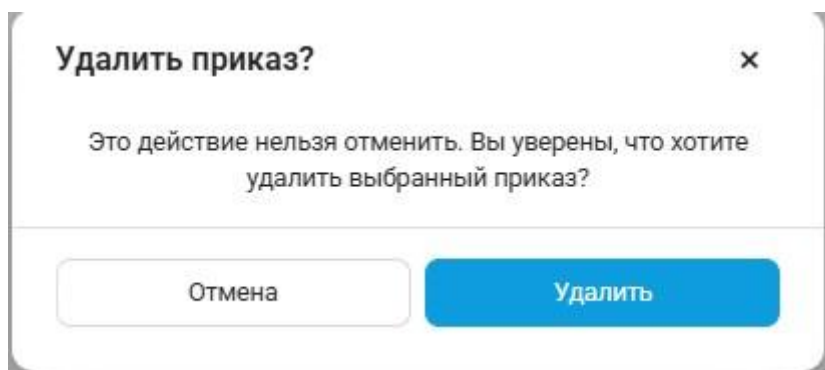 Удалить приказ?
×
Это действие нельзя отменить. Вы уверены, что хотите
удалить выбранный приказ?
Отмена
Удалить